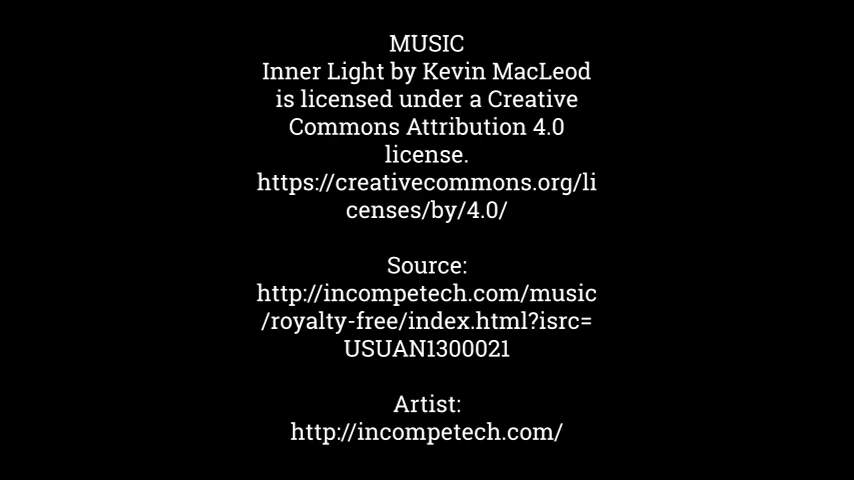 MUSIC
Inner Light by Kevin MacLeod
is licensed under a Creative
Commons Attribution 4.0
license.
https://creativecommons.org/li
censes/by/4.0/
Source:
http://incompetech.com/music
/royalty-free/index.html?isrc=
USUAN1300021
Artist:
http://incompetech.com/